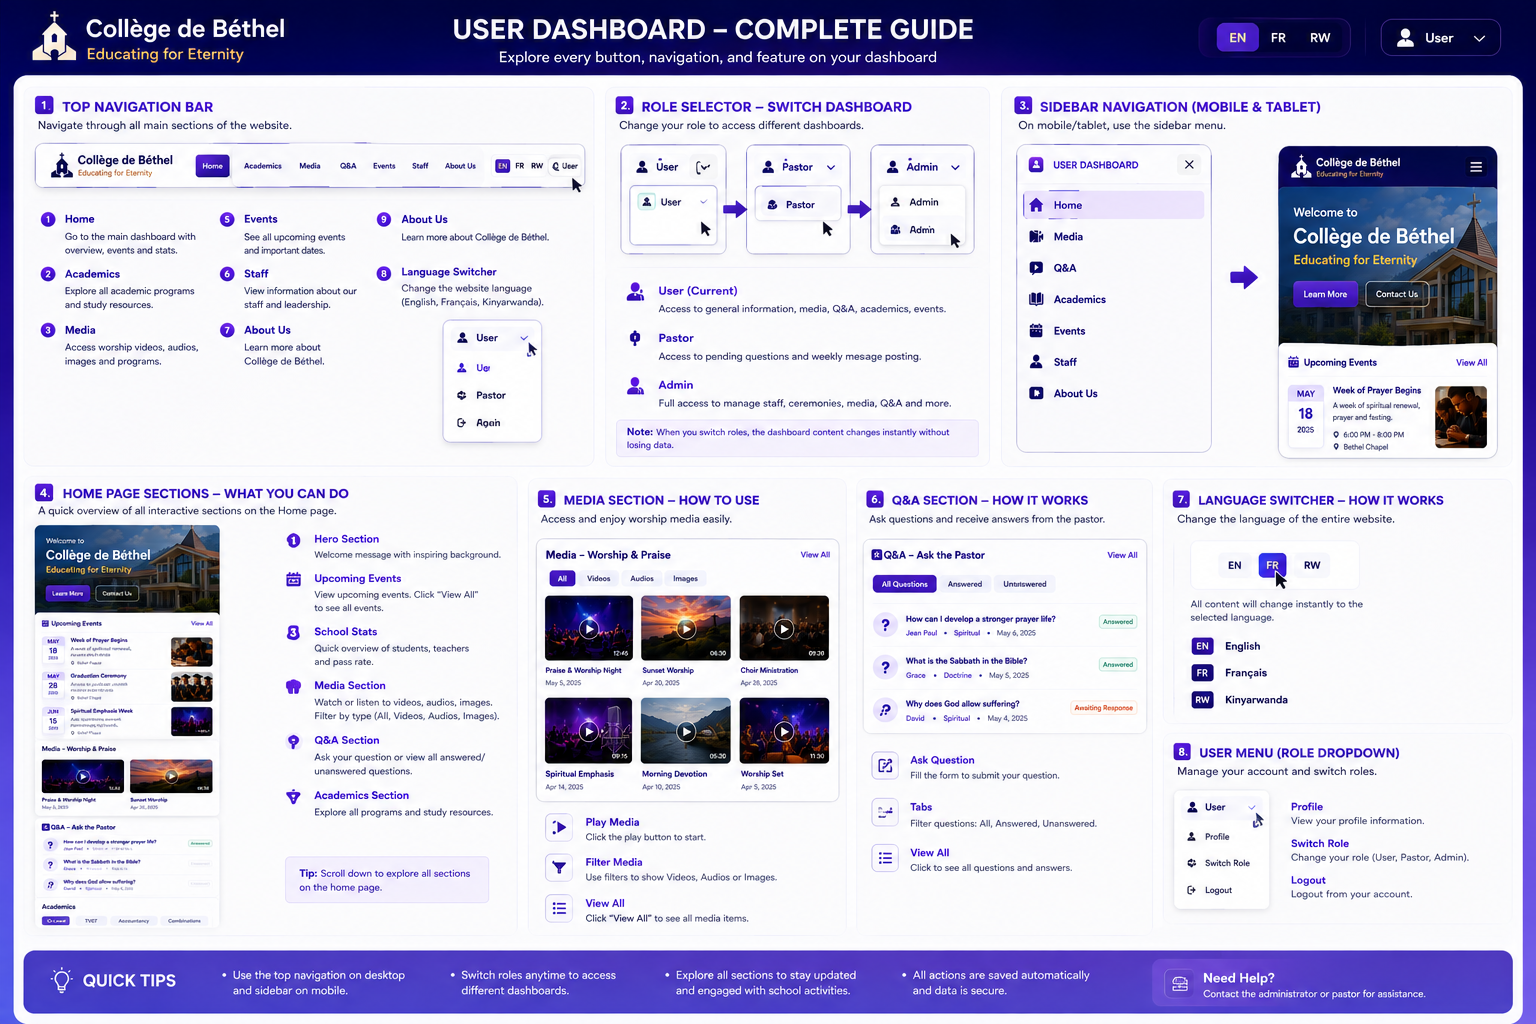 Collège de Béthel
Educating for Eternity
USER DASHBOARD – COMPLETE GUIDE
Explore every button, navigation, and feature on your dashboard
EN FR RW
User
1. TOP NAVIGATION BAR
Navigate through all main sections of the website.
Collège de Béthel
Educating for Eternity
Home Academics Media Q&A Events Staff About Us EN FR RW User
1 Home
Go to the main dashboard with
overview, events and stats.
2 Academics
Explore all academic programs
and study resources.
3 Media
Access worship videos, audios,
images and programs.
5 Events
See all upcoming events
and important dates.
6 Staff
View information about our
staff and leadership.
7 About Us
Learn more about
Collège de Béthel.
9 About Us
Learn more about Collège de Béthel.
8 Language Switcher
Change the website language
(English, Français, Kinyarwanda).
User
Pastor
2. ROLE SELECTOR – SWITCH DASHBOARD
Change your role to access different dashboards.
User
User
Pastor
Pastor
Admin
Admin
User (Current)
Access to general information, media, Q&A, academics, events.
Pastor
Access to pending questions and weekly mesage posting.
Admin
Full access to manage staff, ceremonies, media, Q&A and more.
Note: When you switch roles, the dashboard content changes instantly without
losing data.
3. SIDEBAR NAVIGATION (MOBILE & TABLET)
On mobile/tablet, use the sidebar menu.
USER DASHBOARD
Home
Media
Q&A
Academics
Events
Staff
About Us
Collège de Béthel
Educating for Eternity
Welcome to
Collège de Béthel
Educating for Eternity
Learn More Contact Us
Upcoming Events View All
MAY
18
2025
Week of Prayer Begins
A week of spiritual renewal,
prayer and fasting.
6:00 PM - 8:00 PM
Bethel Chapel
4. HOME PAGE SECTIONS – WHAT YOU CAN DO
A quick overview of all interactive sections on the Home page.
Welcome to
Collège de Béthel
Educating for Eternity
Learn More Contact Us
Upcoming Events View All
MAY
18
Week of Prayer Begins
MAY
28
Graduation Ceremony
15
Spiritual Emphasis Week
Media – Worship & Praise
Praise & Worship Night Sunset Worship
Q&A – Ask the Pastor
How can I develop a stronger prayer life?
What is the Sabbath in the Bible?
Why does God allow suffering?
Academics
TVET Accountancy Combinations
1 Hero Section
Welcome message with inspiring background.
Upcoming Events
View upcoming events. Click “View All”
to see all events.
3 School Stats
Quick overview of students, teachers
and pass rate.
Media Section
Watch or listen to videos, audios, images.
Filter by type (All, Videos, Audios, Images).
Q&A Section
Ask your question or view all answered/
unanswered questions.
Academics Section
Explore all programs and study resources.
Tip: Scroll down to explore all sections
on the home page.
5. MEDIA SECTION – HOW TO USE
Access and enjoy worship media easily.
Media – Worship & Praise View All
All Videos Audios Images
12:45 06:30 09:30
Praise & Worship Night Sunset Worship Choir Ministration
May 5, 2025 Apr 20, 2025 Apr 28, 2025
09:15 05:30 11:30
Spiritual Emphasis Morning Devotion Worship Set
Apr 14, 2025 Apr 10, 2025 Apr 5, 2025
Play Media
Click the play button to start.
Filter Media
Use filters to show Videos, Audios or Images.
View All
Click “View All” to see all media items.
6. Q&A SECTION – HOW IT WORKS
Ask questions and receive answers from the pastor.
Q&A – Ask the Pastor View All
All Questions Answered Unanswered
? How can I develop a stronger prayer life? Answered
Jean Paul • Spiritual • May 6, 2025
? What is the Sabbath in the Bible? Answered
Grace • Doctrine • May 5, 2025
? Why does God allow suffering? Awaiting Response
David • Spiritual • May 4, 2025
Ask Question
Fill the form to submit your question.
Tabs
Filter questions: All, Answered, Unanswered.
View All
Click to see all questions and answers.
7. LANGUAGE SWITCHER – HOW IT WORKS
Change the language of the entire website.
EN FR RW
All content will change instantly to the
selected language.
EN English
FR Français
RW Kinyarwanda
8. USER MENU (ROLE DROPDOWN)
Manage your account and switch roles.
User
Profile
Switch Role
Logout
Profile
View your profile information.
Switch Role
Change your role (User, Pastor, Admin).
Logout
Logout from your account.
QUICK TIPS
• Use the top navigation on desktop
and sidebar on mobile.
• Switch roles anytime to access
different dashboards.
• Explore all sections to stay updated
and engaged with school activities.
• All actions are saved automatically
and data is secure.
Need Help?
Contact the administrator or pastor for assistance.